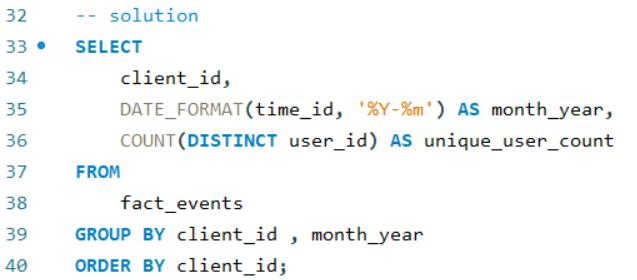 32 -- solution
33 SELECT
34 client_id,
35 DATE_FORMAT(time_id, '%Y-%m') AS month_year,
36 COUNT(DISTINCT user_id) AS unique_user_count
37 FROM
38 fact_events
39 GROUP BY client_id , month_year
40 ORDER BY client_id;